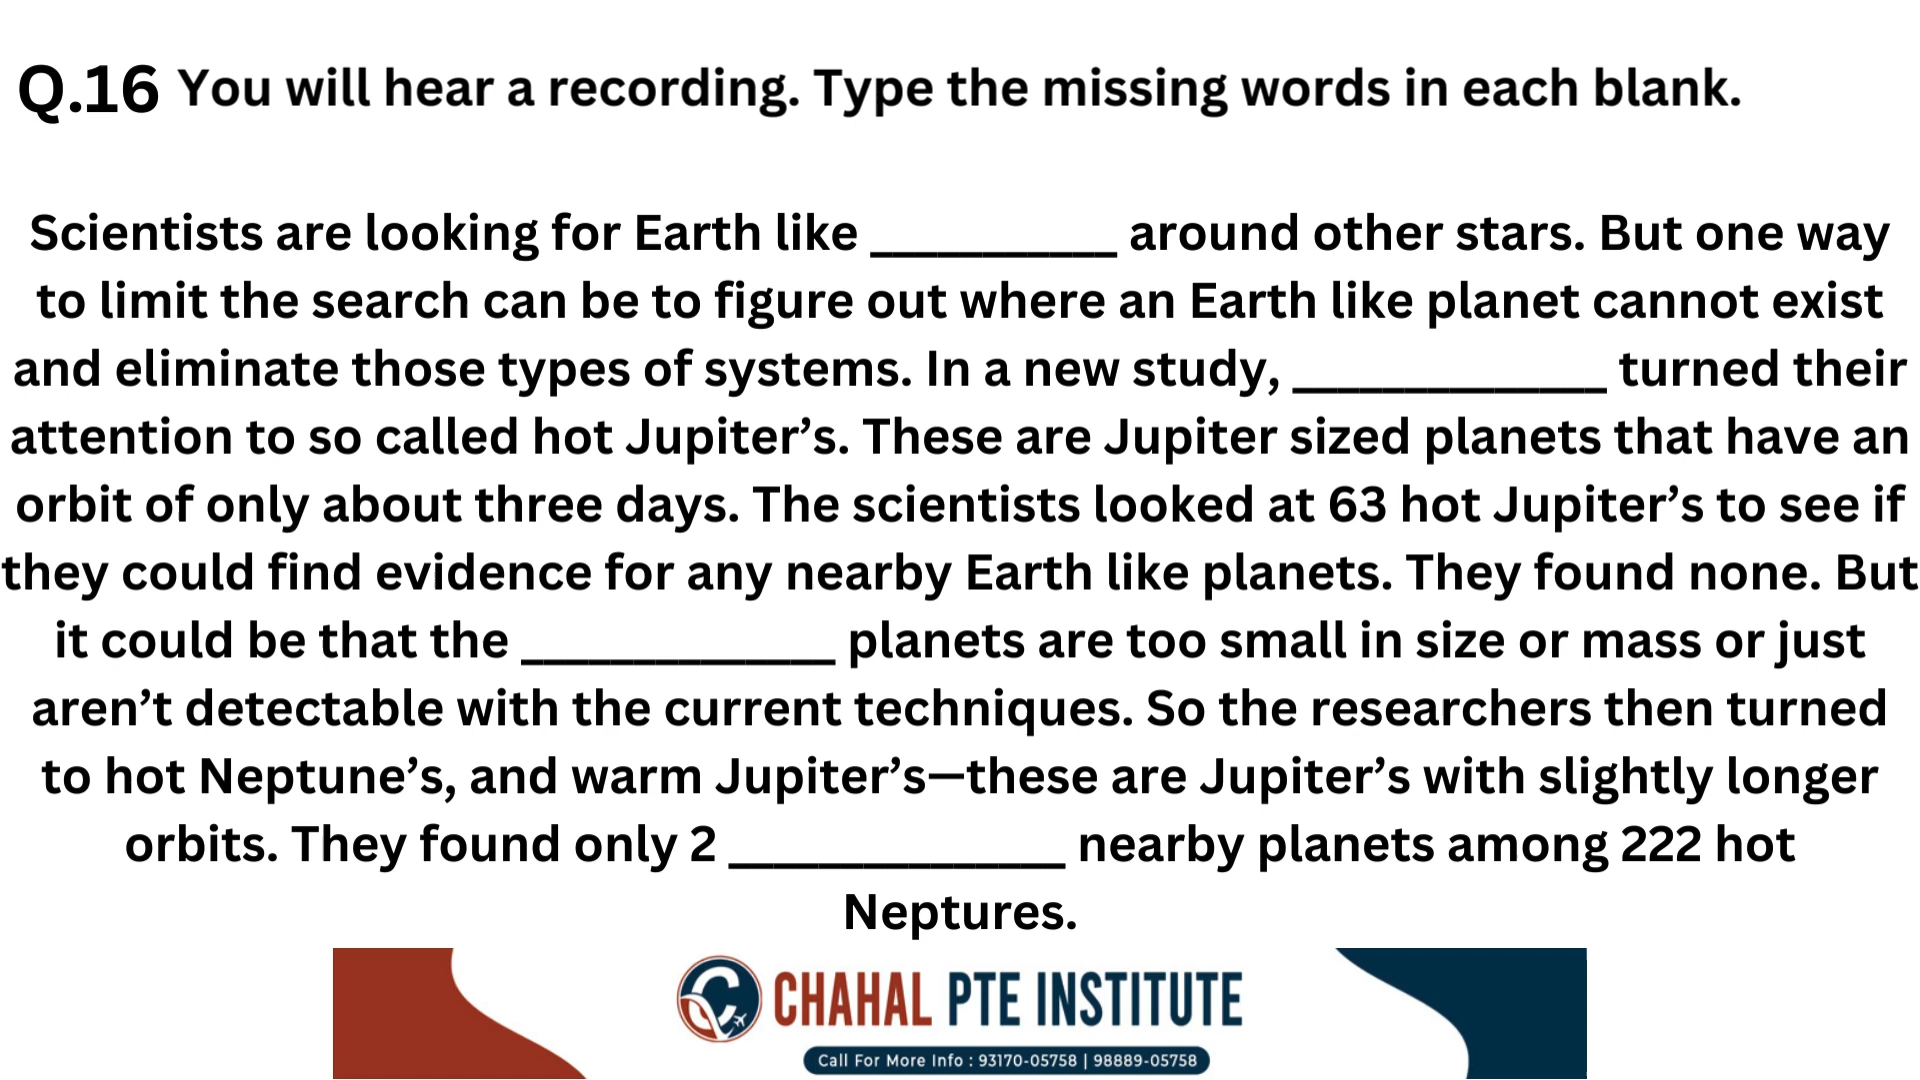 Q.16 You will hear a recording. Type the missing words in each blank.
Scientists are looking for Earth like ___________ around other stars. But one way
to limit the search can be to figure out where an Earth like planet cannot exist
and eliminate those types of systems. In a new study, ______________ turned their
attention to so called hot Jupiter’s. These are Jupiter sized planets that have an
orbit of only about three days. The scientists looked at 63 hot Jupiter’s to see if
they could find evidence for any nearby Earth like planets. They found none. But
it could be that the ______________ planets are too small in size or mass or just
aren’t detectable with the current techniques. So the researchers then turned
to hot Neptune’s, and warm Jupiter’s—these are Jupiter’s with slightly longer
orbits. They found only 2 _______________ nearby planets among 222 hot
Neptures.
CHAHAL PTE INSTITUTE
Call For More Info : 93170-05758 | 98889-05758